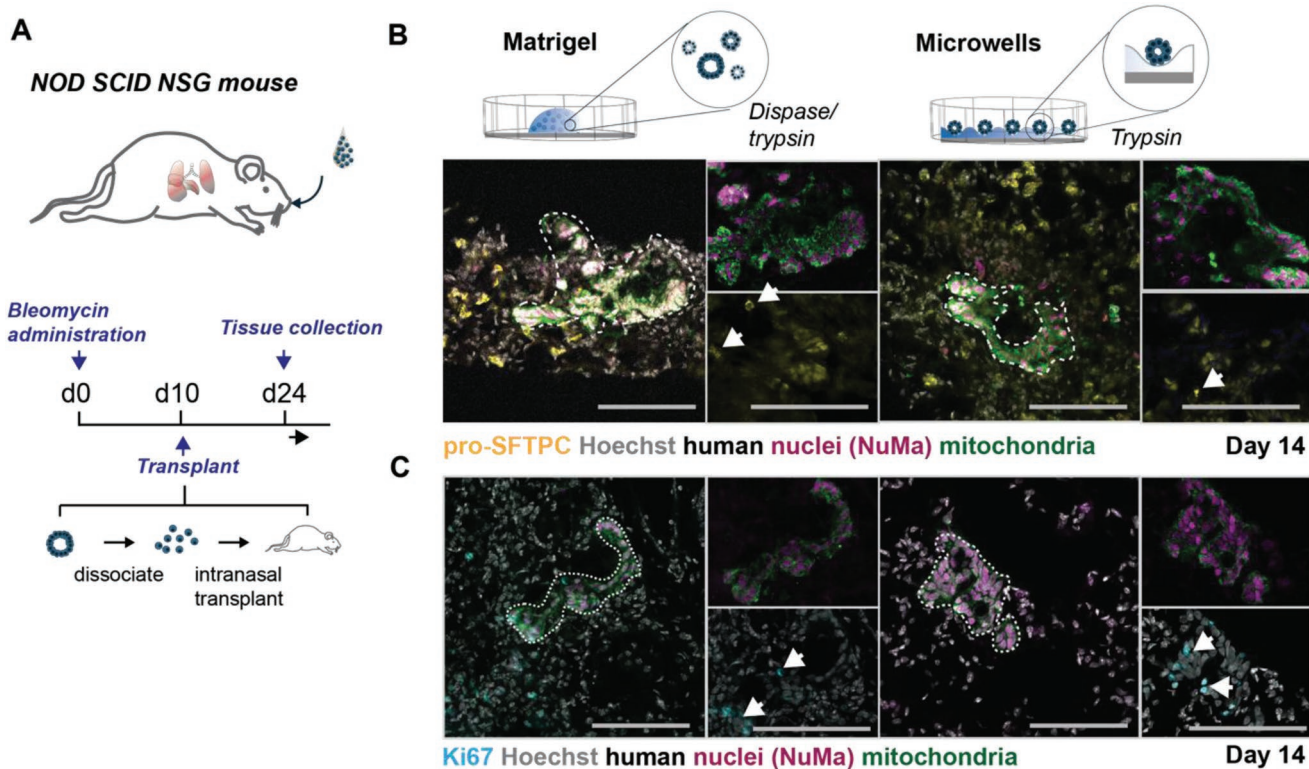 A
NOD SCID NSG mouse
Bleomycin
administration
Tissue collection
d0
d10
d24
Transplant
dissociate
intranasal
transplant
B
Matrigel
Dispase/
trypsin
Microwells
Trypsin
pro-SFTPC Hoechst human nuclei (NuMa) mitochondria
Day 14
C
Ki67 Hoechst human nuclei (NuMa) mitochondria
Day 14